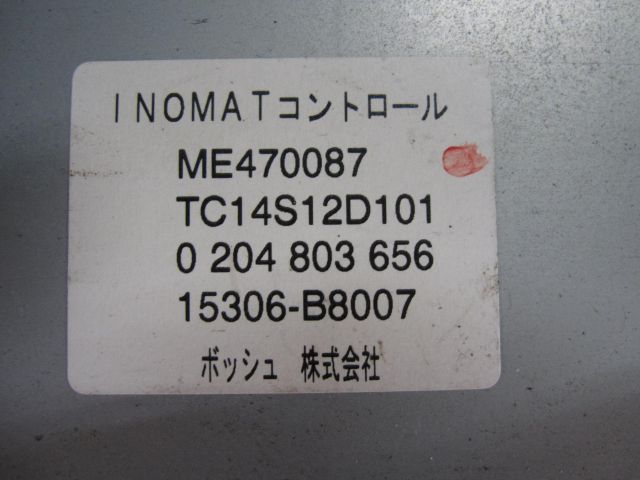 INOMATコントロール
ME470087
TC14S12D101
0 204 803 656
15306-B8007
ボッシュ 株式会社